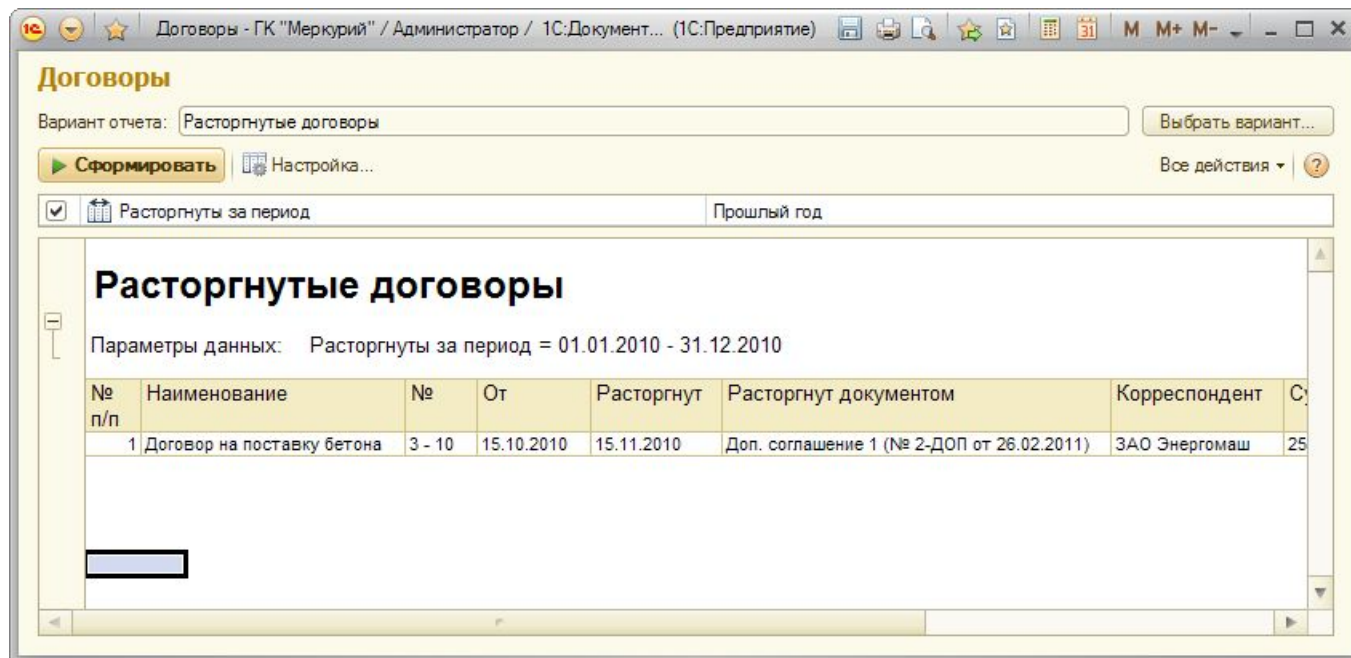 1С Договоры - ГК "Меркурий" / Администратор / 1С:Документ... (1С:Предприятие) 31 M M+ M-
Договоры
Вариант отчета: Расторгнутые договоры Выбрать вариант...
Сформировать Настройка... Все действия ?
Расторгнуты за период Прошлый год
Расторгнутые договоры
Параметры данных: Расторгнуты за период = 01.01.2010 - 31.12.2010
№ п/п Наименование № От Расторгнут Расторгнут документом Корреспондент
1 Договор на поставку бетона 3 - 10 15.10.2010 15.11.2010 Доп. соглашение 1 (№ 2-ДОП от 26.02.2011) ЗАО Энергомаш 25